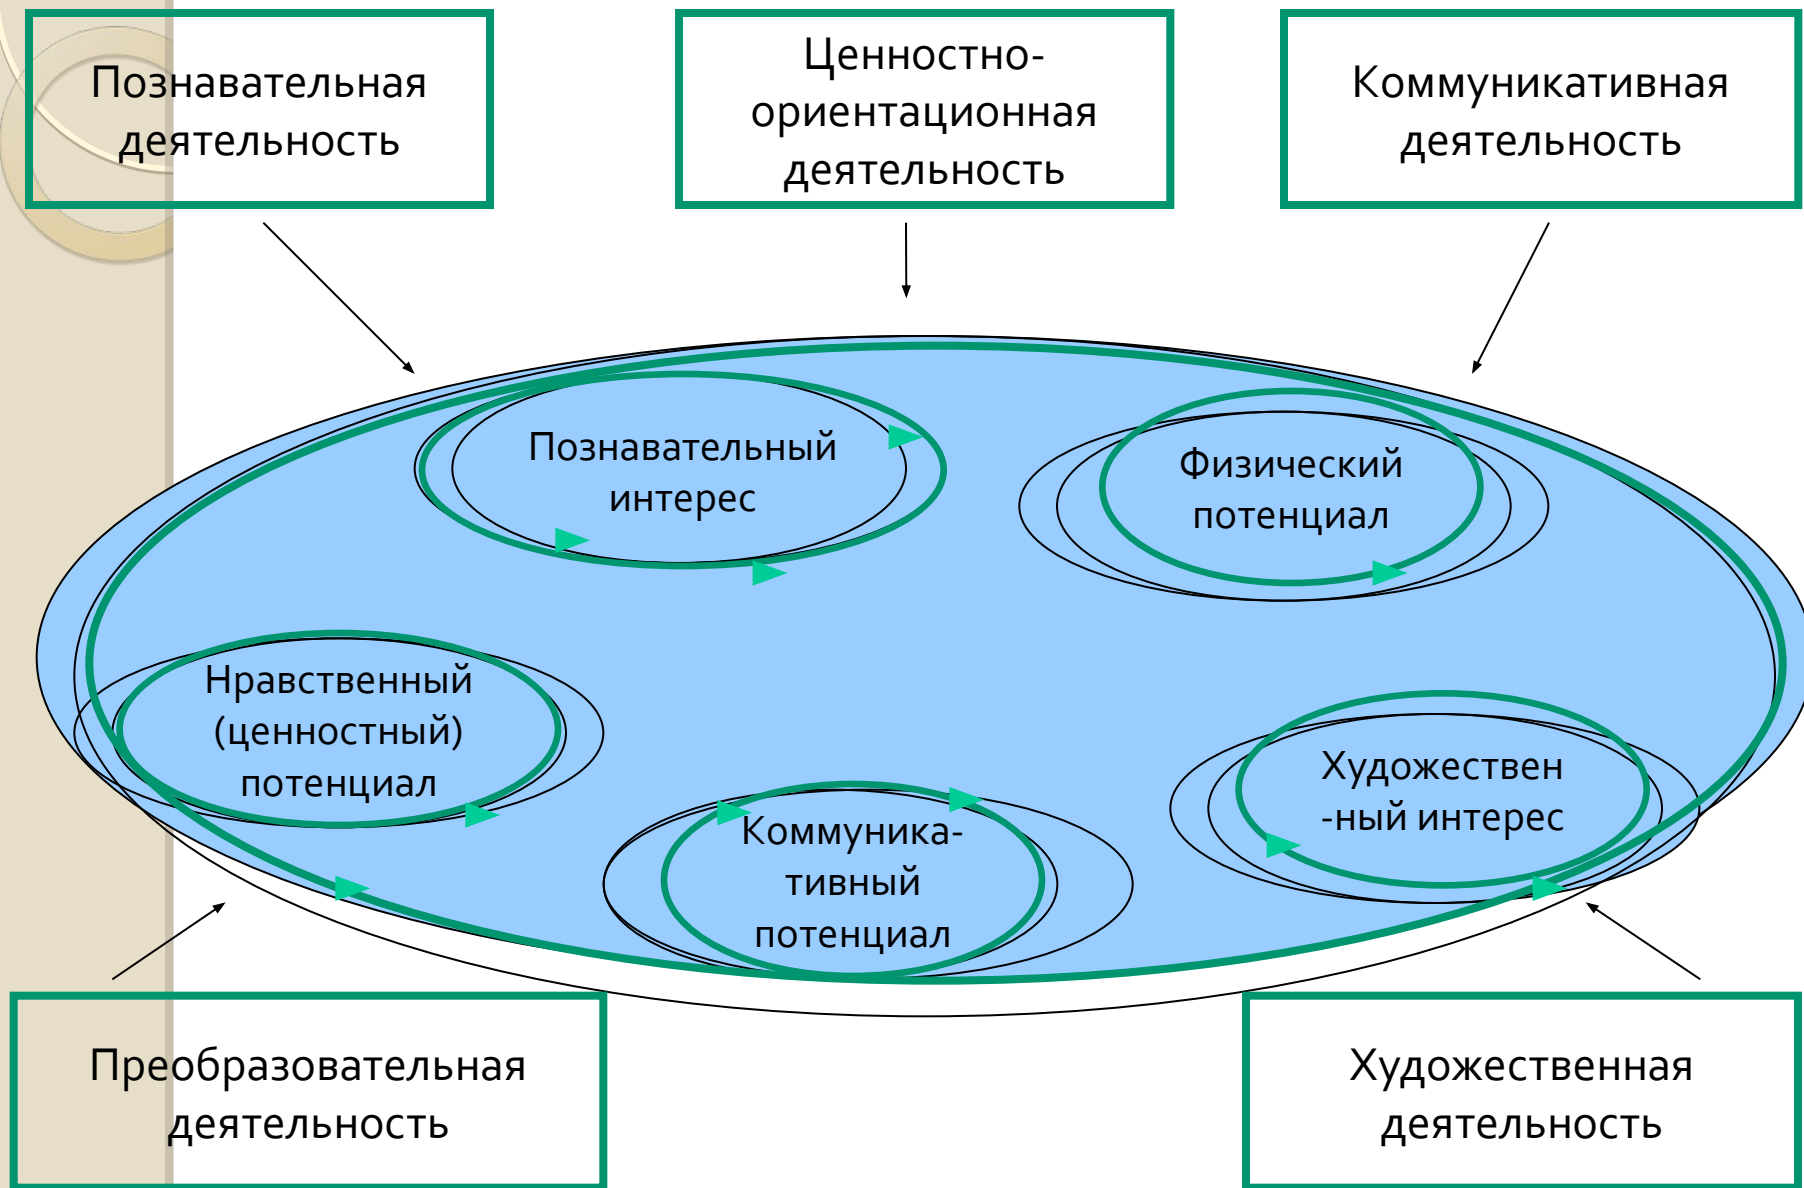 Познавательная
деятельность
Ценностно-
ориентационная
деятельность
Коммуникативная
деятельность
Познавательный
интерес
Физический
потенциал
Нравственный
(ценностный)
потенциал
Коммуника-
тивный
потенциал
Художествен
-ный интерес
Преобразовательная
деятельность
Художественная
деятельность